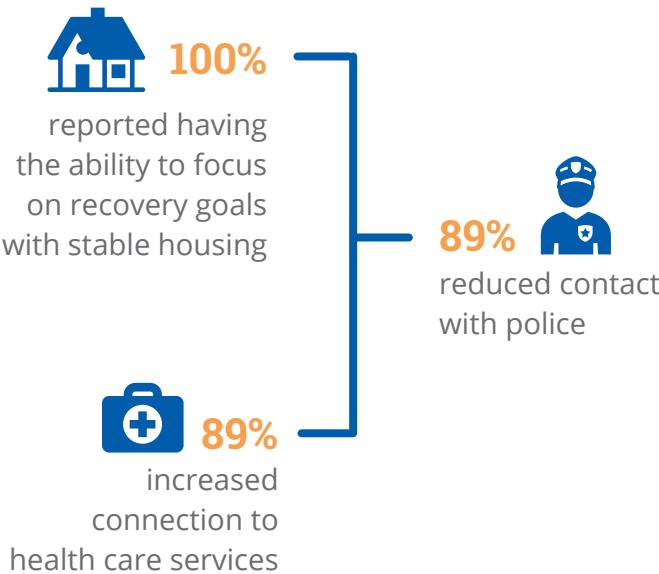 100%
reported having
the ability to focus
on recovery goals
with stable housing
89%
reduced contact
with police
89%
increased
connection to
health care services